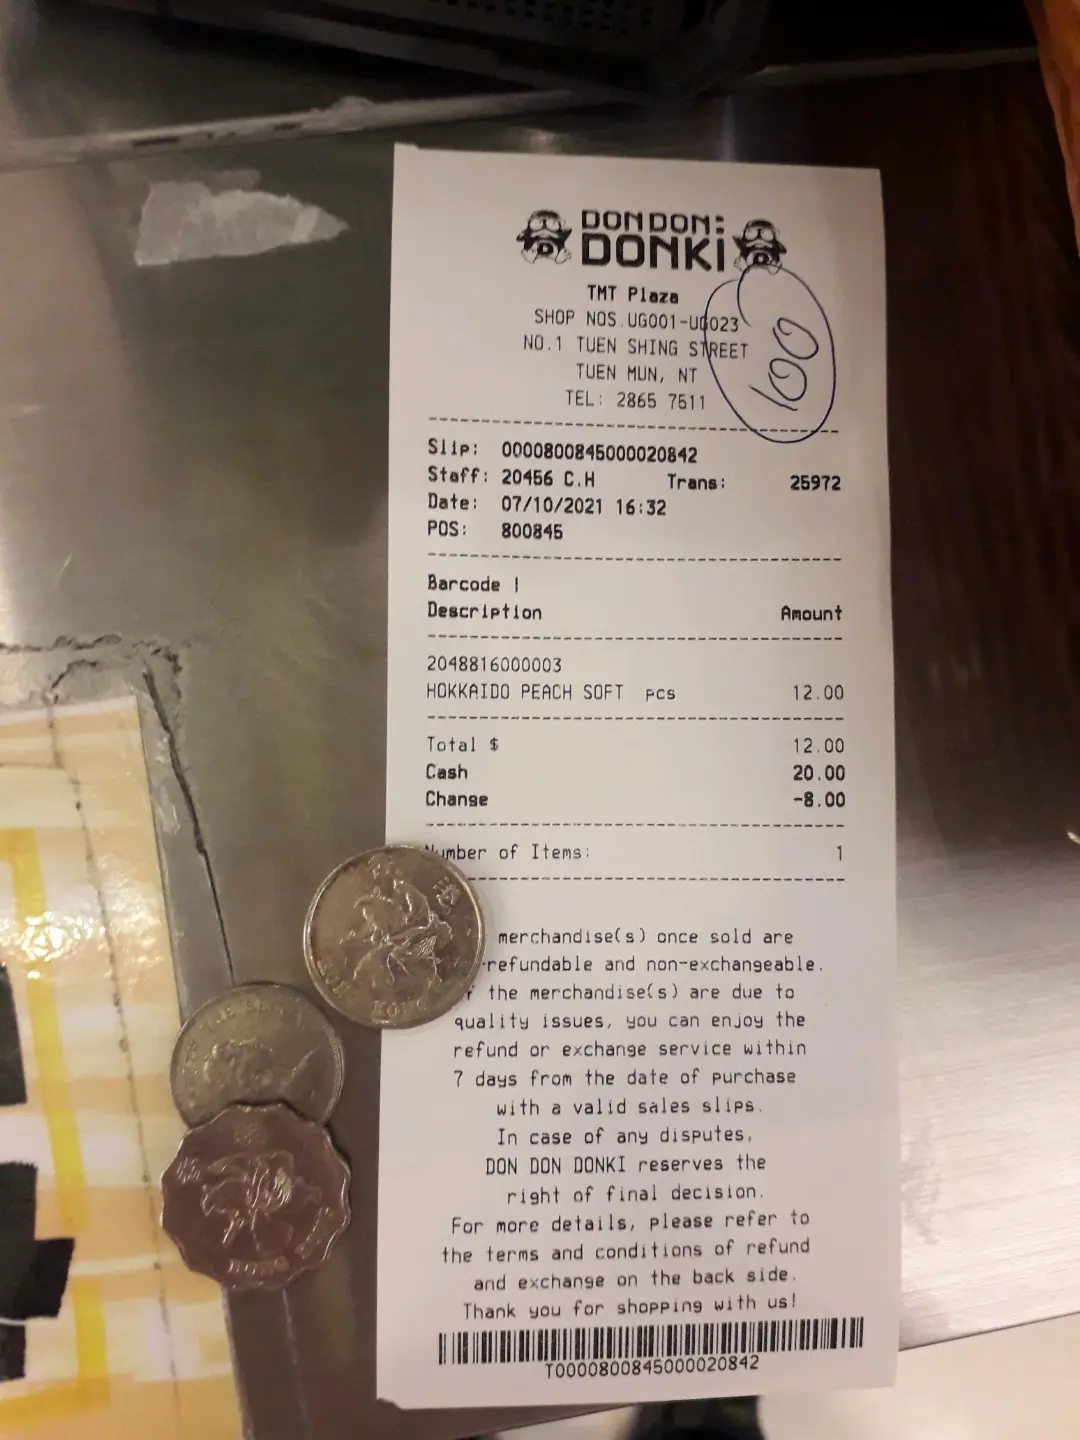 DON DON:
DONKi
TMT Plaza
SHOP NOS.UG001-UG023
NO.1 TUEN SHING STREET
TUEN MUN, NT
TEL: 2865 7511
100
Slip: 0000800845000020842
Staff: 20456 C.H Trans: 25972
Date: 07/10/2021 16:32
POS: 800845
Barcode |
Description Amount
2048816000003
HOKKAIDO PEACH SOFT pcs 12.00
Total $ 12.00
Cash 20.00
Change -8.00
Number of Items: 1
merchandise(s) once sold are
-refundable and non-exchangeable.
the merchandise(s) are due to
quality issues, you can enjoy the
refund or exchange service within
7 days from the date of purchase
with a valid sales slips.
In case of any disputes,
DON DON DONKI reserves the
right of final decision.
For more details, please refer to
the terms and conditions of refund
and exchange on the back side.
Thank you for shopping with us!
T0000800845000020842
KONG
KONG